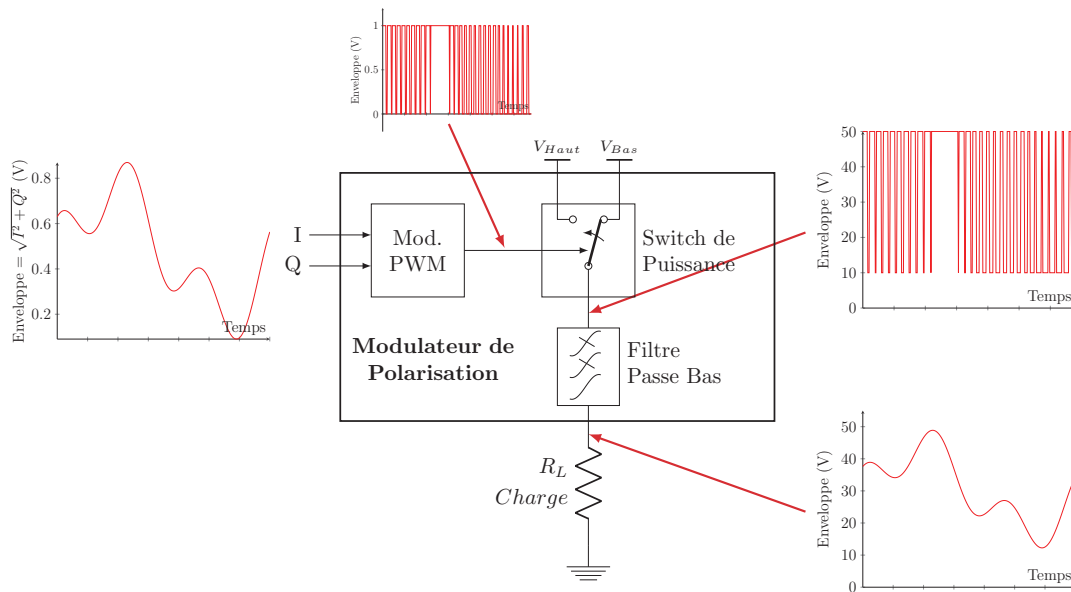 Enveloppe (V)
1
0.5
0
Temps
V_Haut
V_Bas
Enveloppe = √I² + Q² (V)
0.8
0.6
0.4
0.2
Temps
I
Q
Mod.
PWM
Switch de
Puissance
Modulateur de
Polarisation
Filtre
Passe Bas
R_L
Charge
Enveloppe (V)
50
40
30
20
10
0
Temps
Enveloppe (V)
50
40
30
20
10
0
Temps